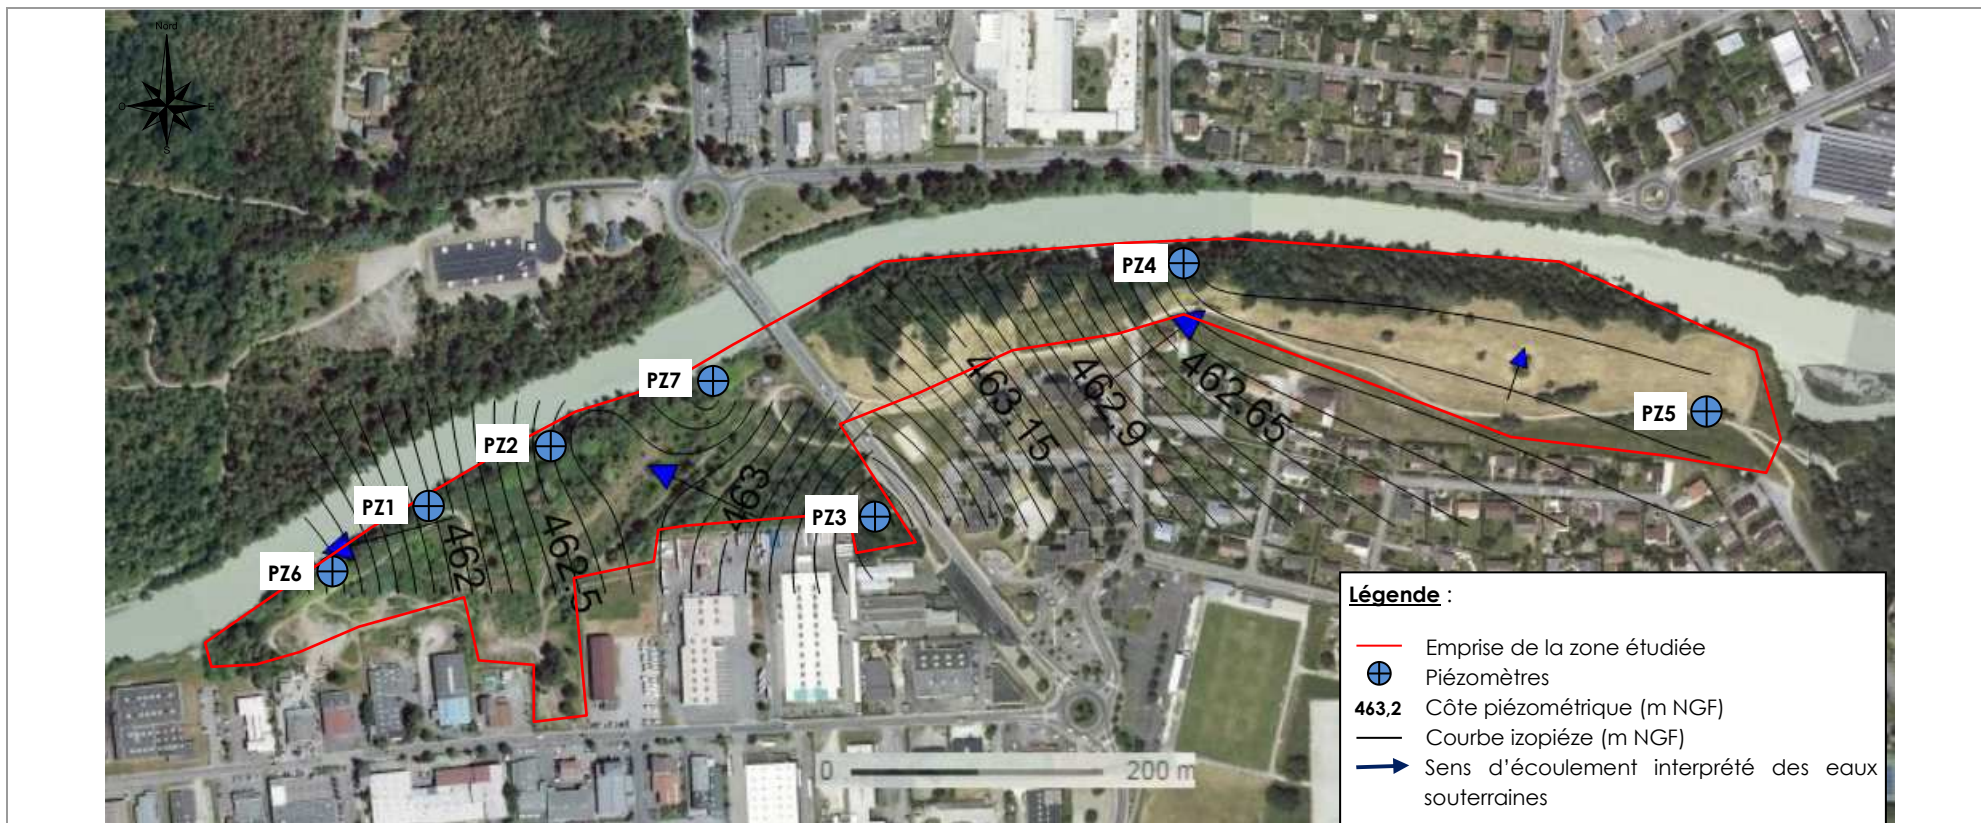 Nord
O
E
S
PZ4
PZ7
PZ5
PZ2
463.15
462.9
462.65
PZ1
463
PZ3
462
462.5
PZ6
Légende :
Emprise de la zone étudiée
Piézomètres
463,2 Côte piézométrique (m NGF)
Courbe izopiéze (m NGF)
Sens d'écoulement interprété des eaux
souterraines
0 200 m